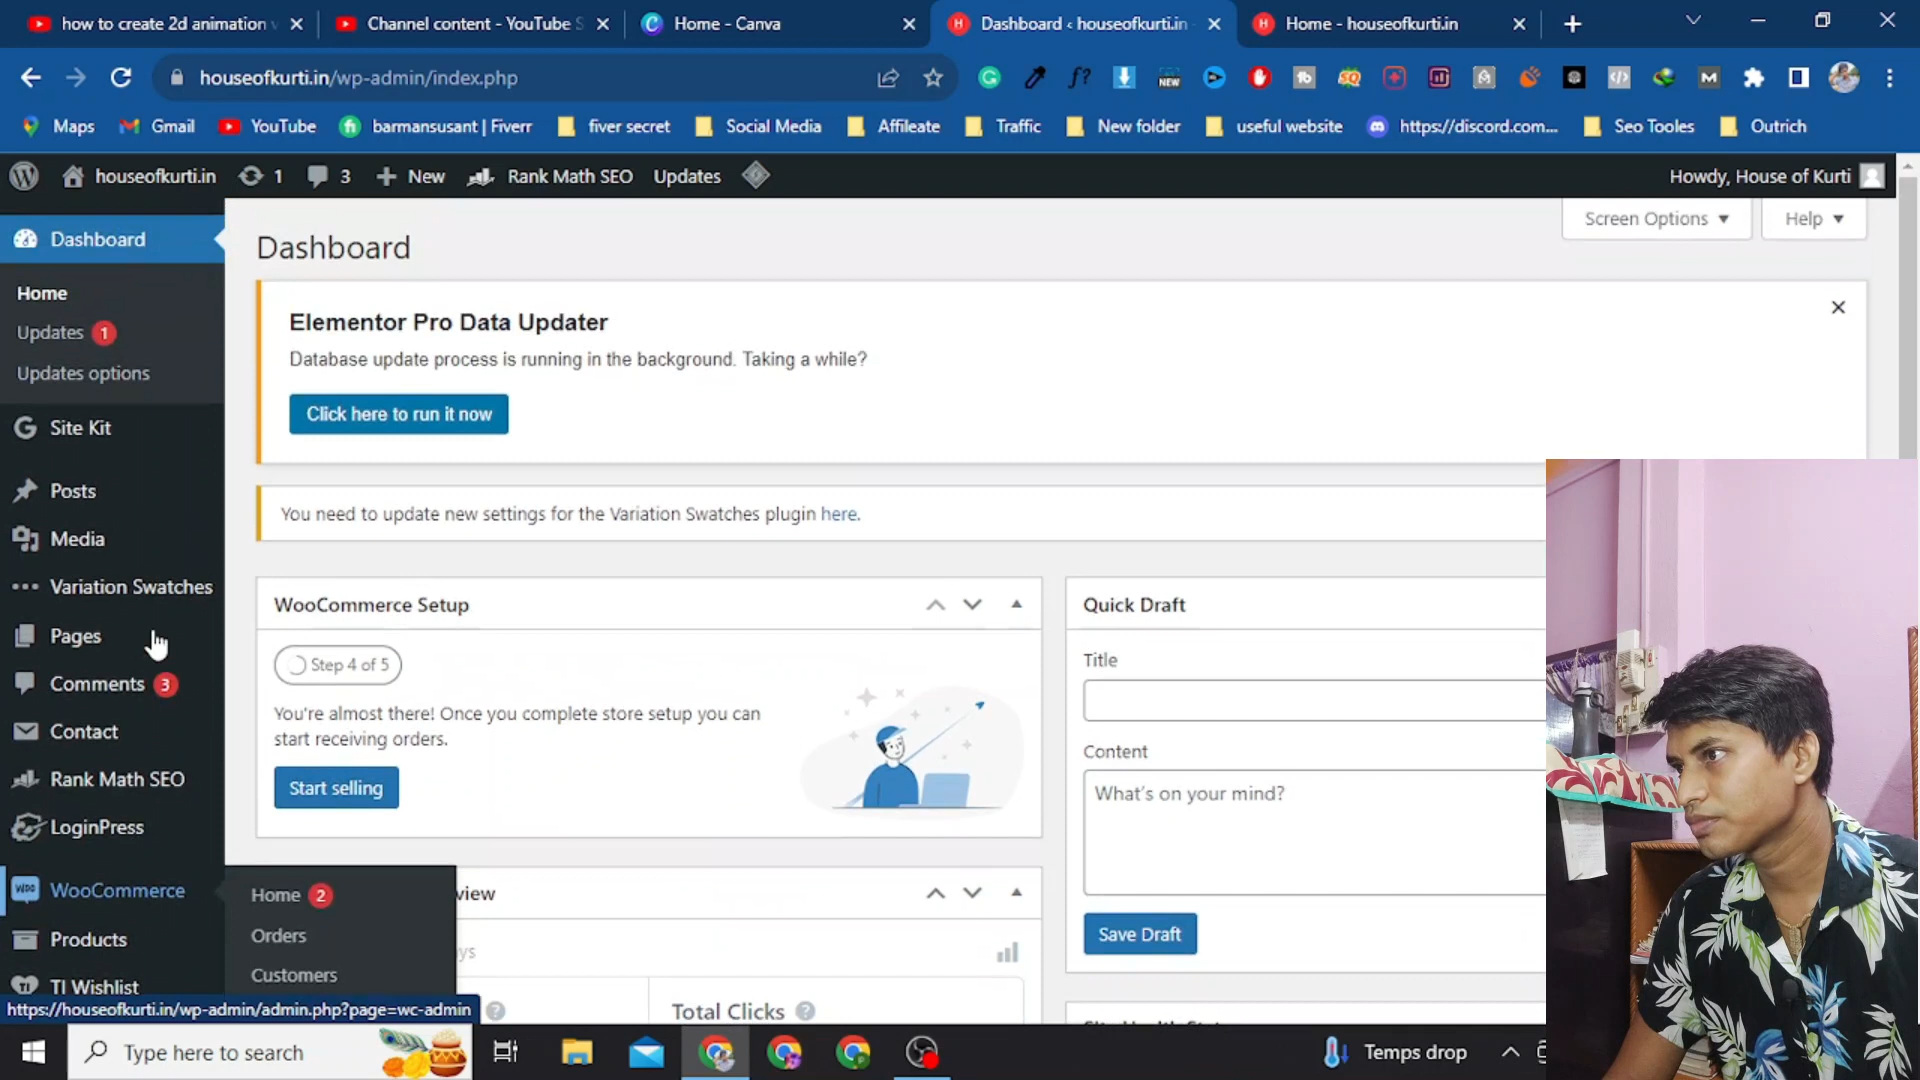 how to create 2d animation
Channel content - YouTube S
Home - Canva
Dashboard ‹ houseofkurti.in
Home - houseofkurti.in
houseofkurti.in/wp-admin/index.php
Maps
Gmail
YouTube
barmansusant | Fiverr
fiver secret
Social Media
Affileate
Traffic
New folder
useful website
https://discord.com...
Seo Tooles
Outrich
houseofkurti.in
1
3
New
Rank Math SEO
Updates
Howdy, House of Kurti
Screen Options
Help
Dashboard
Home
Updates 1
Updates options
Site Kit
Posts
Media
Variation Swatches
Pages
Comments 3
Contact
Rank Math SEO
LoginPress
WooCommerce
Products
TI Wishlist
Home 2
Orders
Customers
Dashboard
Elementor Pro Data Updater
Database update process is running in the background. Taking a while?
Click here to run it now
You need to update new settings for the Variation Swatches plugin here.
WooCommerce Setup
Step 4 of 5
You're almost there! Once you complete store setup you can
start receiving orders.
Start selling
view
Total Clicks
Quick Draft
Title
Content
What's on your mind?
Save Draft
https://houseofkurti.in/wp-admin/admin.php?page=wc-admin
Type here to search
Temps drop